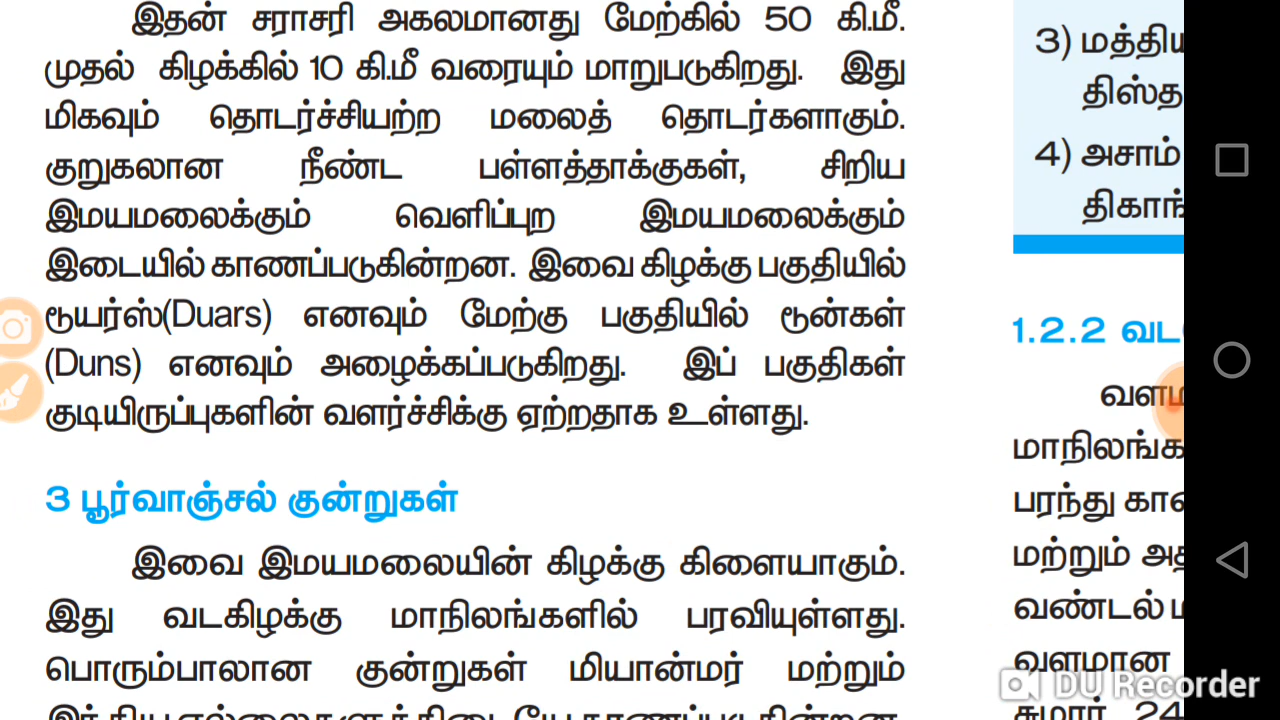 இதன் சராசரி அகலமானது மேற்கில் 50 கி.மீ.
முதல் கிழக்கில் 10 கி.மீ வரையும் மாறுபடுகிறது. இது
மிகவும் தொடர்ச்சியற்ற மலைத் தொடர்களாகும்.
குறுகலான நீண்ட பள்ளத்தாக்குகள், சிறிய
இமயமலைக்கும் வெளிப்புற இமயமலைக்கும்
இடையில் காணப்படுகின்றன. இவை கிழக்கு பகுதியில்
டூயர்ஸ்(Duars) எனவும் மேற்கு பகுதியில் டூன்கள்
(Duns) எனவும் அழைக்கப்படுகிறது. இப் பகுதிகள்
குடியிருப்புகளின் வளர்ச்சிக்கு ஏற்றதாக உள்ளது.
3 பூர்வாஞ்சல் குன்றுகள்
இவை இமயமலையின் கிழக்கு கிளையாகும்.
இது வடகிழக்கு மாநிலங்களில் பரவியுள்ளது.
பொரும்பாலான குன்றுகள் மியான்மர் மற்றும்
3) மத்திய
திஸ்த
4) அசாம்
திகாங்
1.2.2 வட
வளம
மாநிலங்க
பரந்து கா
மற்றும் அத
வண்டல் ம
வளமான
சுமார் 24
DU Recorder